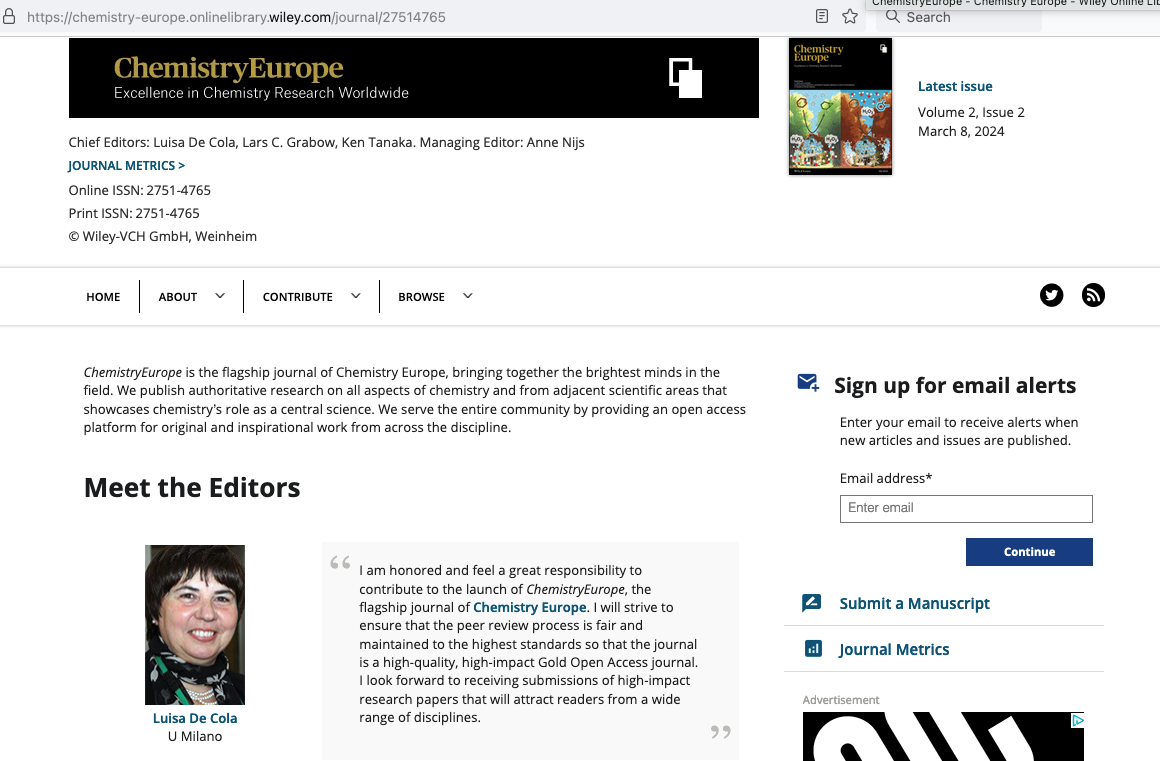 ChemistryEurope - Chemistry Europe - Wiley Online Lib
https://chemistry-europe.onlinelibrary.wiley.com/journal/27514765
Search
ChemistryEurope
Excellence in Chemistry Research Worldwide
Chemistry
Europe
H₂O₂
H₂O₂
H₂O₂
Latest issue
Volume 2, Issue 2
March 8, 2024
Chief Editors: Luisa De Cola, Lars C. Grabow, Ken Tanaka. Managing Editor: Anne Nijs
JOURNAL METRICS >
Online ISSN: 2751-4765
Print ISSN: 2751-4765
© Wiley-VCH GmbH, Weinheim
HOME
ABOUT
CONTRIBUTE
BROWSE
ChemistryEurope is the flagship journal of Chemistry Europe, bringing together the brightest minds in the
field. We publish authoritative research on all aspects of chemistry and from adjacent scientific areas that
showcases chemistry's role as a central science. We serve the entire community by providing an open access
platform for original and inspirational work from across the discipline.
Meet the Editors
Luisa De Cola
U Milano
“
I am honored and feel a great responsibility to
contribute to the launch of ChemistryEurope, the
flagship journal of Chemistry Europe. I will strive to
ensure that the peer review process is fair and
maintained to the highest standards so that the journal
is a high-quality, high-impact Gold Open Access journal.
I look forward to receiving submissions of high-impact
research papers that will attract readers from a wide
range of disciplines.
”
Sign up for email alerts
Enter your email to receive alerts when
new articles and issues are published.
Email address*
Enter email
Continue
Submit a Manuscript
Journal Metrics
Advertisement